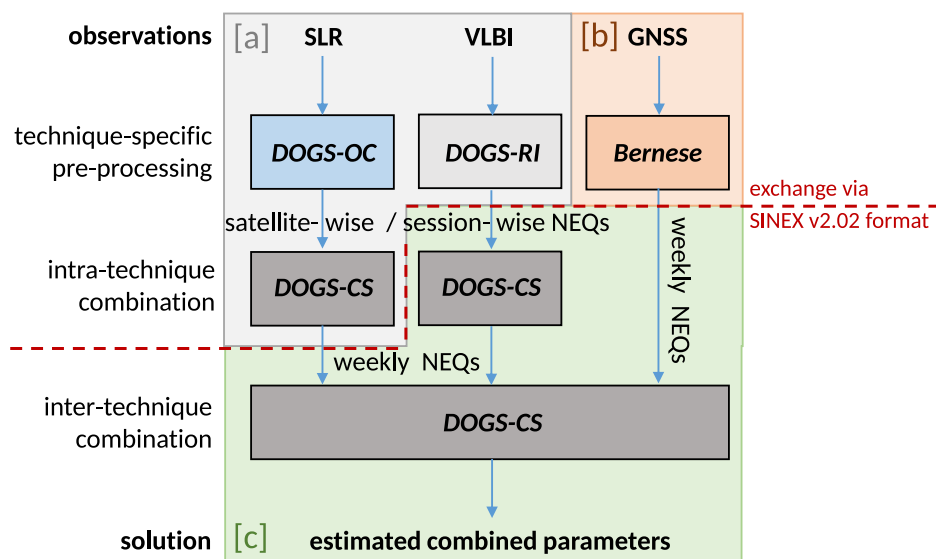 observations [a] SLR VLBI [b] GNSS
technique-specific
pre-processing
DOGS-OC DOGS-RI Bernese
exchange via
SINEX v2.02 format
satellite- wise / session-wise NEQs
weekly NEQs
intra-technique
combination
DOGS-CS DOGS-CS
weekly NEQs
inter-technique
combination
DOGS-CS
solution [c] estimated combined parameters